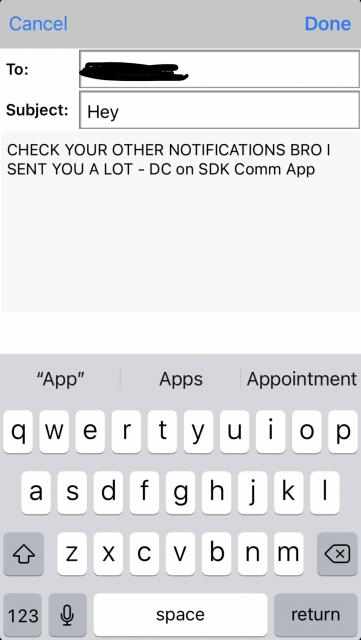 Cancel Done
To:
Subject: Hey
CHECK YOUR OTHER NOTIFICATIONS BRO I
SENT YOU A LOT - DC on SDK Comm App
“App” Apps Appointment
q w e r t y u i o p
a s d f g h j k l
z x c v b n m
123 space return